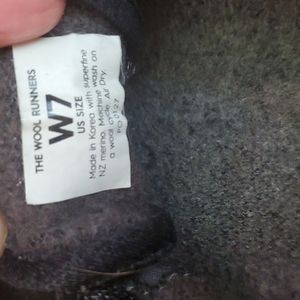 THE WOOL RUNNERS
W7
US SIZE
Made in Korea with superfine
NZ merino. Machine wash on
a wool cycle. Air Dry.